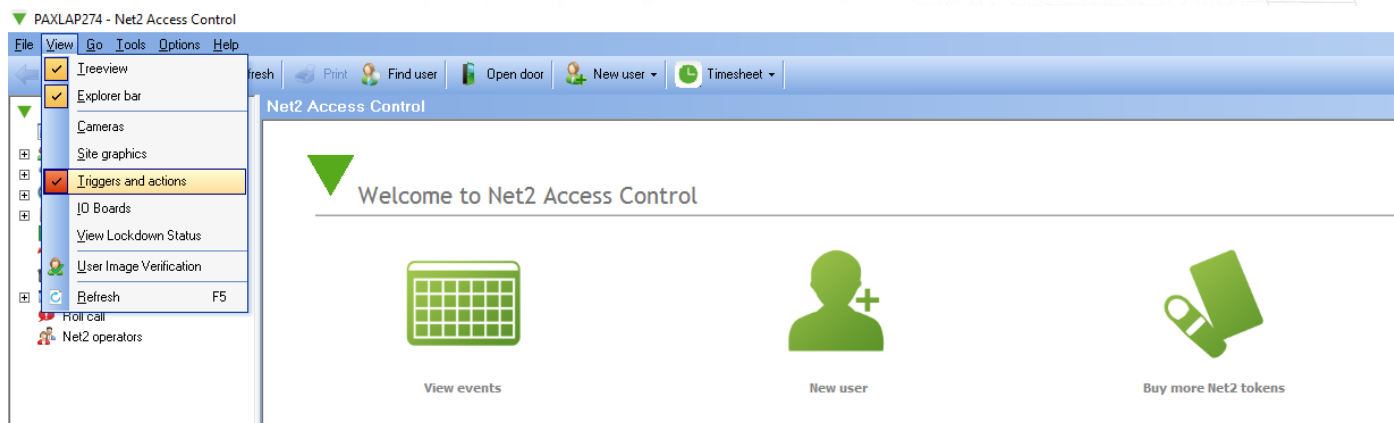 PAXLAP274 - Net2 Access Control
File View Go Tools Options Help
fresh Print Find user Open door New user Timesheet
Treeview
Explorer bar
Cameras
Site graphics
Triggers and actions
IO Boards
View Lockdown Status
User Image Verification
Refresh F5
Roll call
Net2 operators
Net2 Access Control
Welcome to Net2 Access Control
View events New user Buy more Net2 tokens